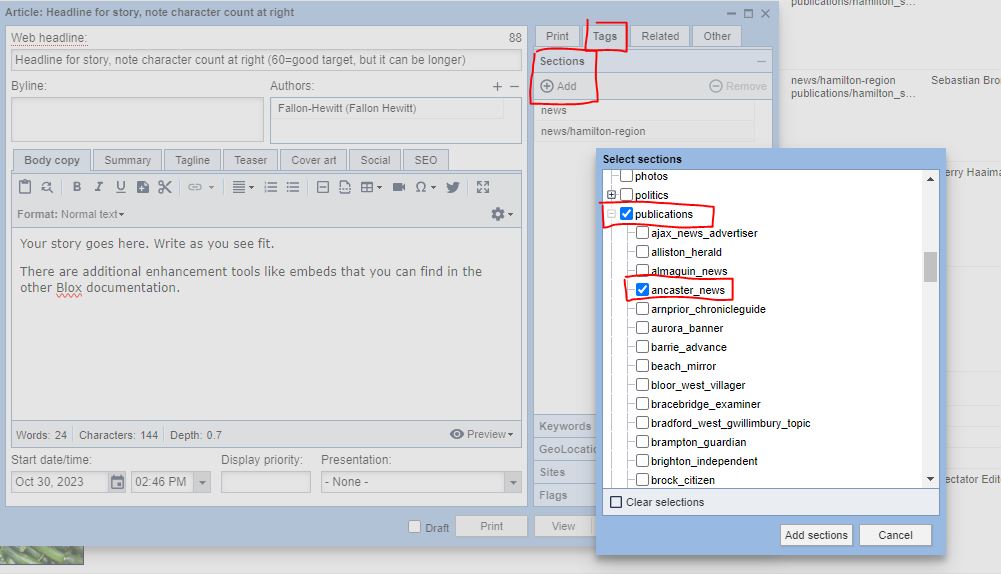 Article: Headline for story, note character count at right
Web headline: 88
Headline for story, note character count at right (60=good target, but it can be longer)
Byline: Authors:
Fallon-Hewitt (Fallon Hewitt)
Body copy Summary Tagline Teaser Cover art Social SEO
B I U
Format: Normal text
Your story goes here. Write as you see fit.
There are additional enhancement tools like embeds that you can find in the
other Blox documentation.
Words: 24 Characters: 144 Depth: 0.7 Preview
Start date/time: Display priority: Presentation:
Oct 30, 2023 02:46 PM - None -
Draft Print View
Print Tags Related Other
Sections
Add Remove
news
news/hamilton-region
Keywords
GeoLocatio
Sites
Flags
Select sections
photos
politics
publications
ajax_news_advertiser
alliston_herald
almaguin_news
ancaster_news
arnprior_chronicleguide
aurora_banner
barrie_advance
beach_mirror
bloor_west_villager
bracebridge_examiner
bradford_west_gwillimbury_topic
brampton_guardian
brighton_independent
brock_citizen
Clear selections
Add sections Cancel
publications/hamilton_s...
news/hamilton-region Sebastian Bro
publications/hamilton_s...
erry Haaima
ectator Edito